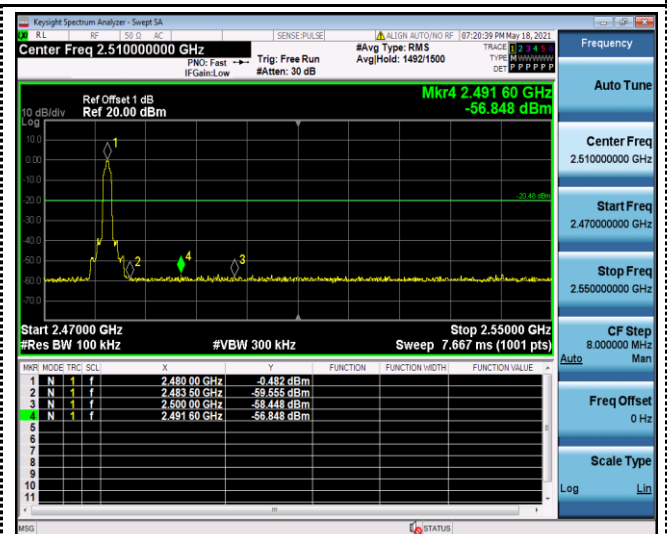 Keysight Spectrum Analyzer - Swept SA
RL RF 50 Ω AC SENSE:PULSE ALIGN AUTO/NO RF 07:20:39 PM May 18, 2021
Center Freq 2.510000000 GHz #Avg Type: RMS TRACE 1 2 3 4 5 6
PNO: Fast Trig: Free Run Avg|Hold: 1492/1500 TYPE M WWWWW
IFGain:Low #Atten: 30 dB DET P P P P P P
Frequency
Auto Tune
Center Freq
2.510000000 GHz
Start Freq
2.470000000 GHz
Stop Freq
2.550000000 GHz
CF Step
8.000000 MHz
Auto Man
Freq Offset
0 Hz
Scale Type
Log Lin
Mkr4 2.491 60 GHz
-56.848 dBm
Ref Offset 1 dB
10 dB/div Ref 20.00 dBm
Log
10.0
0.00
-10.0
-20.0
-30.0
-40.0
-50.0
-60.0
-70.0
1
2
4
3
-20.48 dBm
Start 2.47000 GHz Stop 2.55000 GHz
#Res BW 100 kHz #VBW 300 kHz Sweep 7.667 ms (1001 pts)
MKR MODE TRC SCL X Y FUNCTION FUNCTION WIDTH FUNCTION VALUE
1 N 1 f 2.480 00 GHz -0.482 dBm
2 N 1 f 2.483 50 GHz -59.555 dBm
3 N 1 f 2.500 00 GHz -58.448 dBm
4 N 1 f 2.491 60 GHz -56.848 dBm
5
6
7
8
9
10
11
MSG STATUS